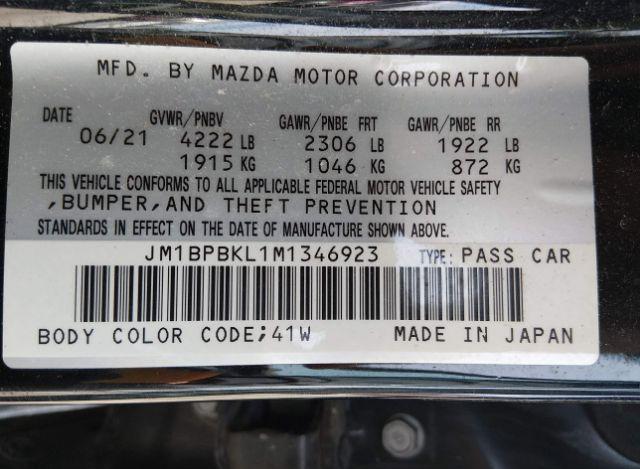 MFD. BY MAZDA MOTOR CORPORATION
DATE GVWR/PNBV GAWR/PNBE FRT GAWR/PNBE RR
06/21 4222 LB 2306 LB 1922 LB
1915 KG 1046 KG 872 KG
THIS VEHICLE CONFORMS TO ALL APPLICABLE FEDERAL MOTOR VEHICLE SAFETY
,BUMPER,AND THEFT PREVENTION
STANDARDS IN EFFECT ON THE DATE OF MANUFACTURE SHOWN ABOVE.
JM1BPBKL1M1346923 TYPE: PASS CAR
BODY COLOR CODE;41W MADE IN JAPAN